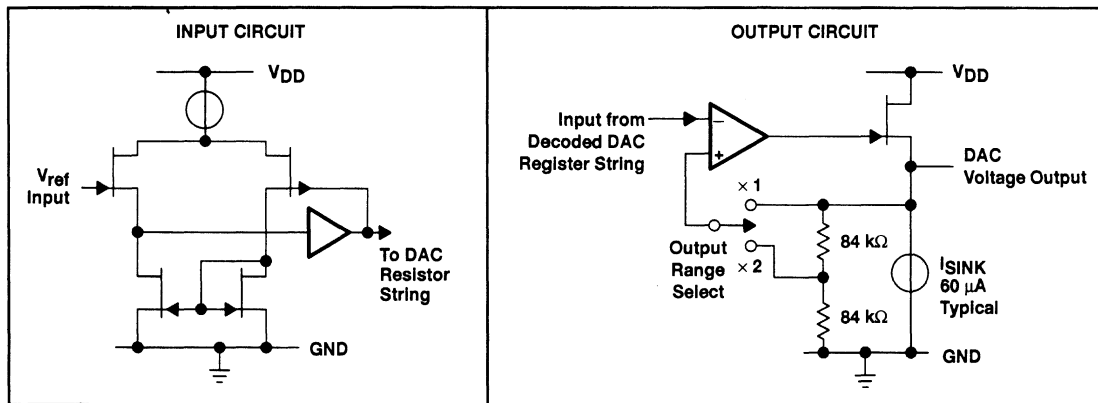 INPUT CIRCUIT
VDD
Vref
Input
To DAC
Resistor
String
GND
OUTPUT CIRCUIT
VDD
Input from
Decoded DAC
Register String
−
+
DAC
Voltage Output
× 1
Output
Range
Select
× 2
84 kΩ
84 kΩ
ISINK
60 μA
Typical
GND